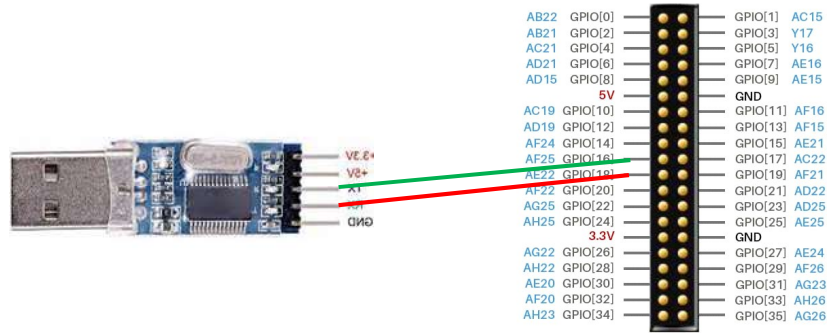 AB22 GPIO[0] GPIO[1] AC15
AB21 GPIO[2] GPIO[3] Y17
AC21 GPIO[4] GPIO[5] Y16
AD21 GPIO[6] GPIO[7] AE16
AD15 GPIO[8] GPIO[9] AE15
5V GND
AC19 GPIO[10] GPIO[11] AF16
AD19 GPIO[12] GPIO[13] AF15
AF24 GPIO[14] GPIO[15] AE21
AF25 GPIO[16] GPIO[17] AC22
AE22 GPIO[18] GPIO[19] AF21
AF22 GPIO[20] GPIO[21] AD22
AG25 GPIO[22] GPIO[23] AD25
AH25 GPIO[24] GPIO[25] AE25
3.3V GND
AG22 GPIO[26] GPIO[27] AE24
AH22 GPIO[28] GPIO[29] AF26
AE20 GPIO[30] GPIO[31] AG23
AF20 GPIO[32] GPIO[33] AH26
AH23 GPIO[34] GPIO[35] AG26
+3.3V
+5V
TX
RX
GND